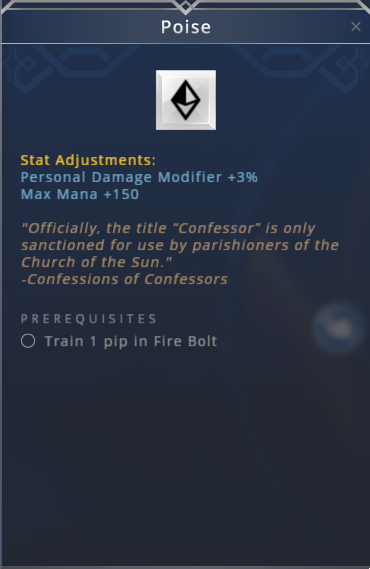 Poise
Stat Adjustments:
Personal Damage Modifier +3%
Max Mana +150
"Officially, the title “Confessor” is only
sanctioned for use by parishioners of the
Church of the Sun."
-Confessions of Confessors
PREREQUISITES
Train 1 pip in Fire Bolt